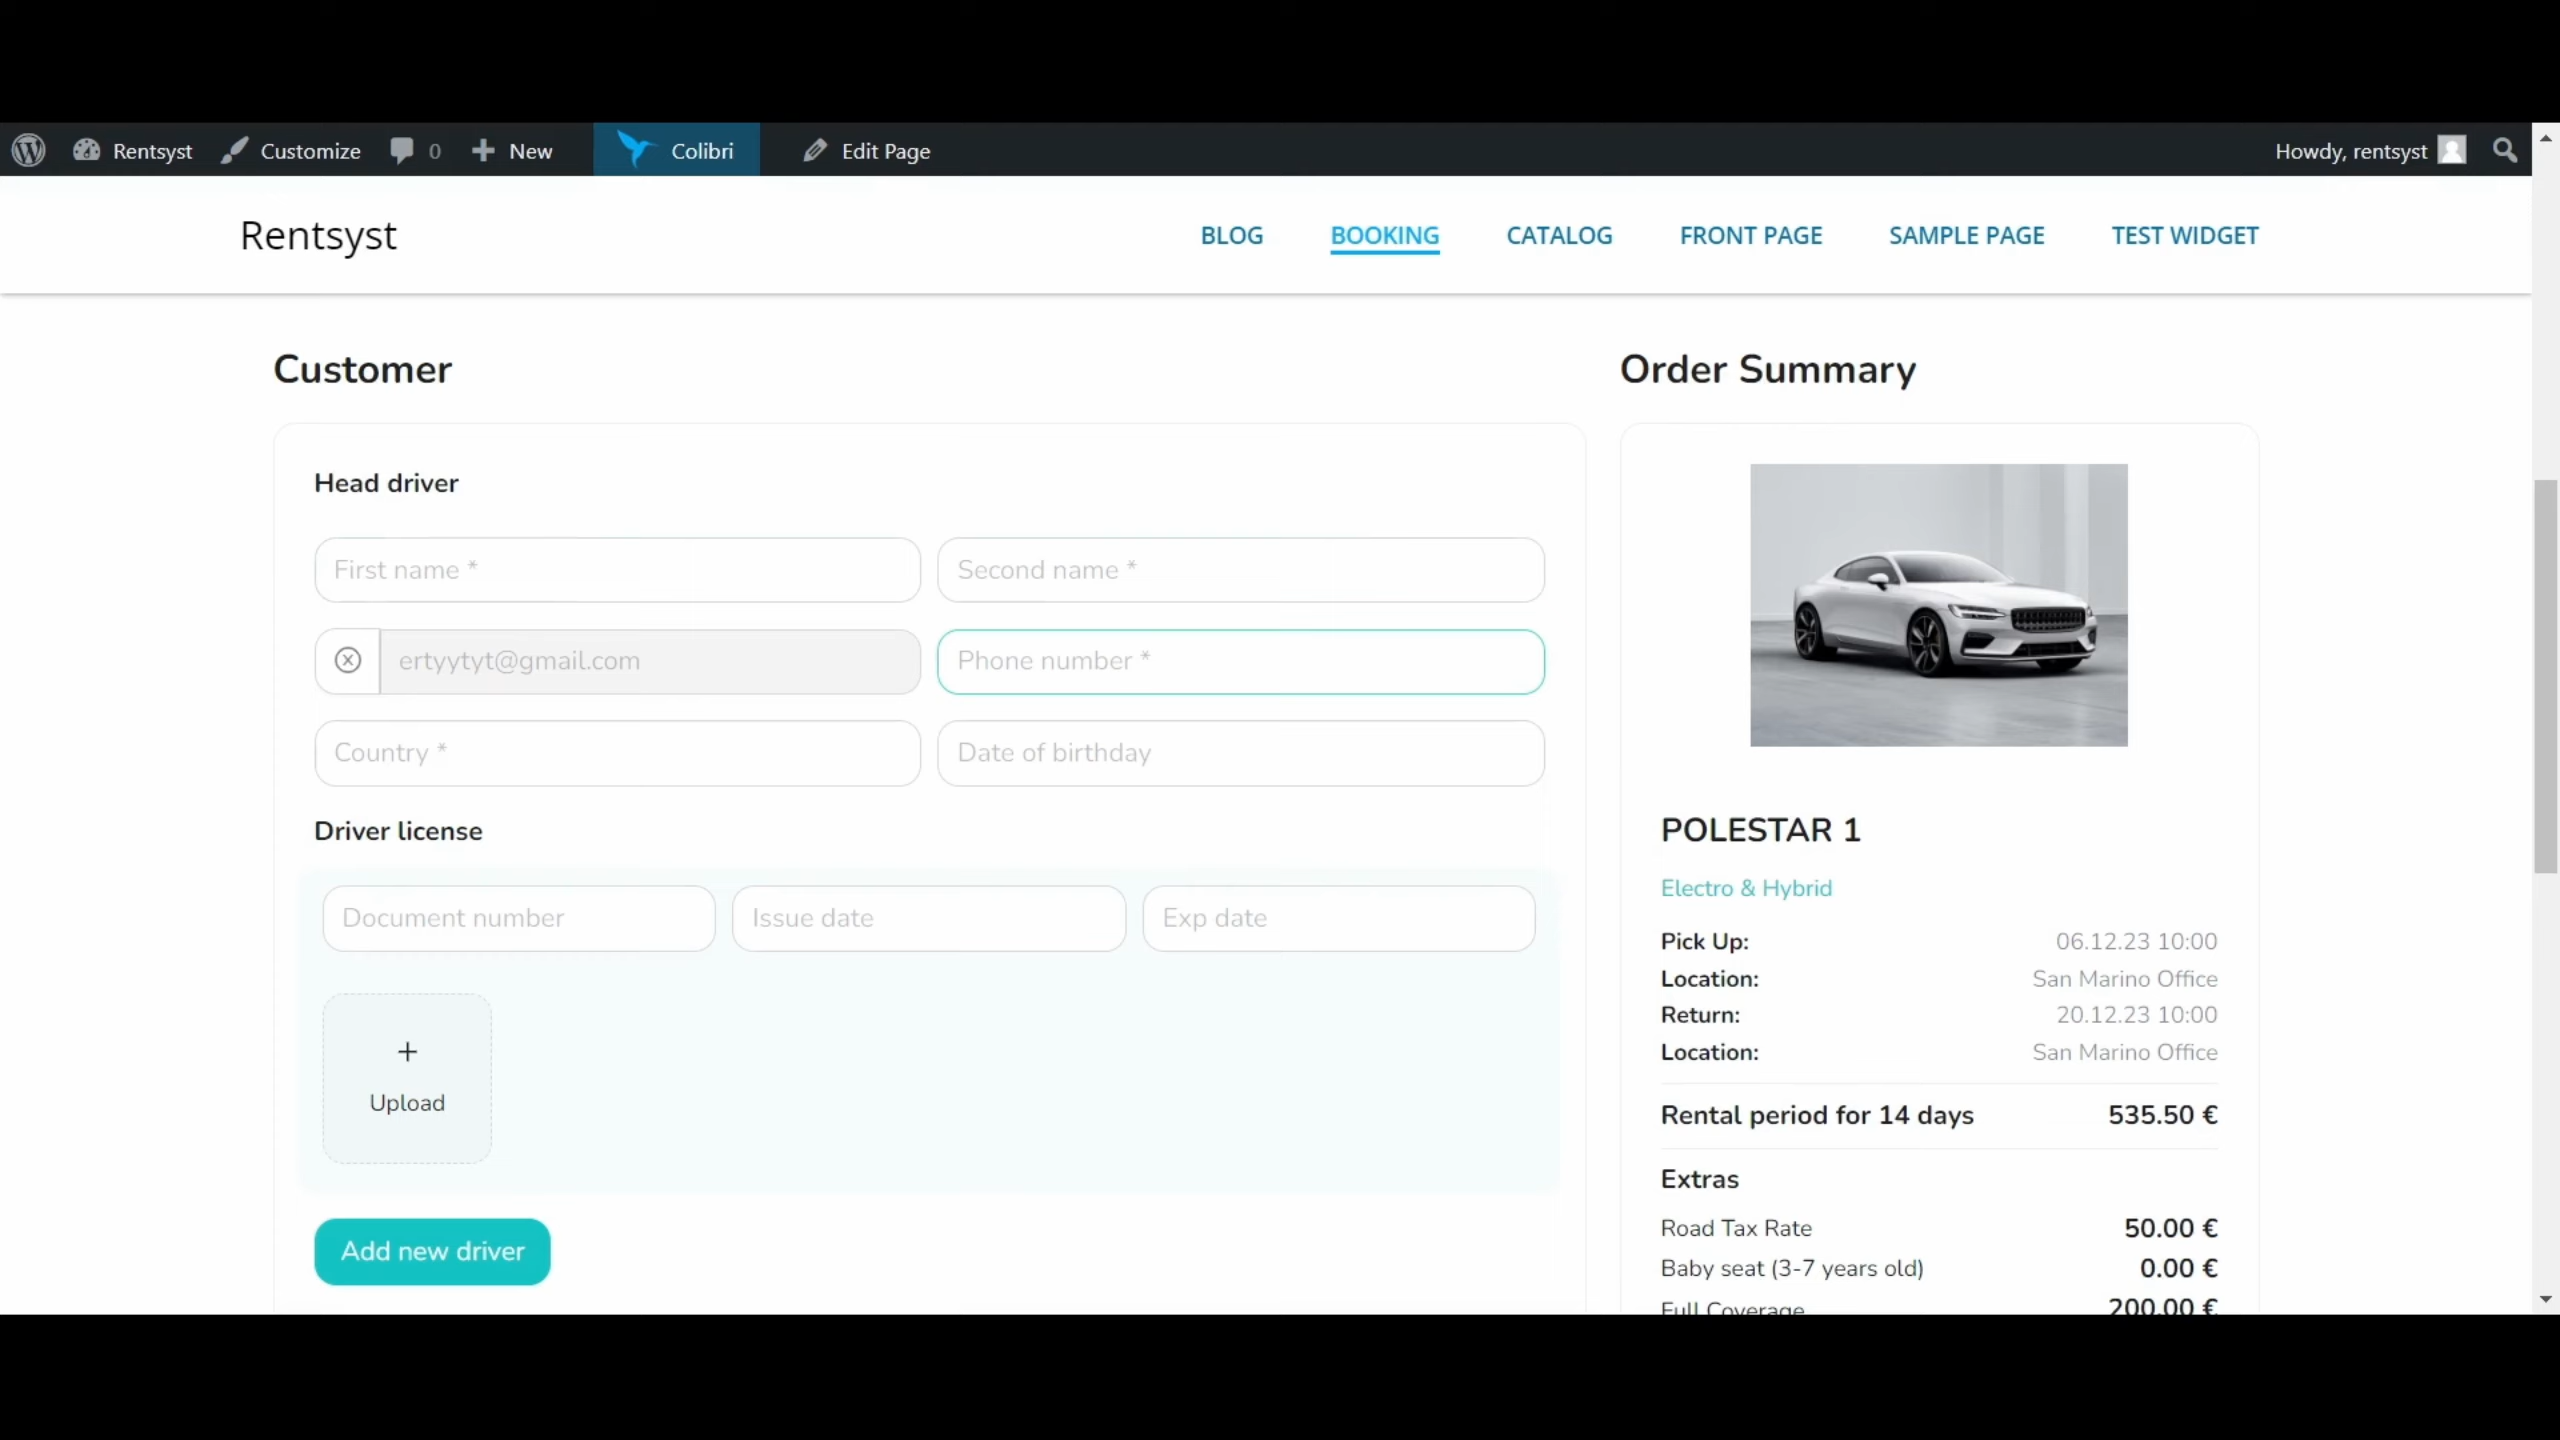 Rentsyst Customize 0 New Colibri Edit Page Howdy, rentsyst
Rentsyst BLOG BOOKING CATALOG FRONT PAGE SAMPLE PAGE TEST WIDGET
Customer
Head driver
First name * Second name *
ertyytyt@gmail.com Phone number *
Country * Date of birthday
Driver license
Document number Issue date Exp date
+
Upload
Add new driver
Order Summary
POLESTAR 1
Electro & Hybrid
Pick Up: 06.12.23 10:00
Location: San Marino Office
Return: 20.12.23 10:00
Location: San Marino Office
Rental period for 14 days 535.50 €
Extras
Road Tax Rate 50.00 €
Baby seat (3-7 years old) 0.00 €
Full Coverage 200.00 €